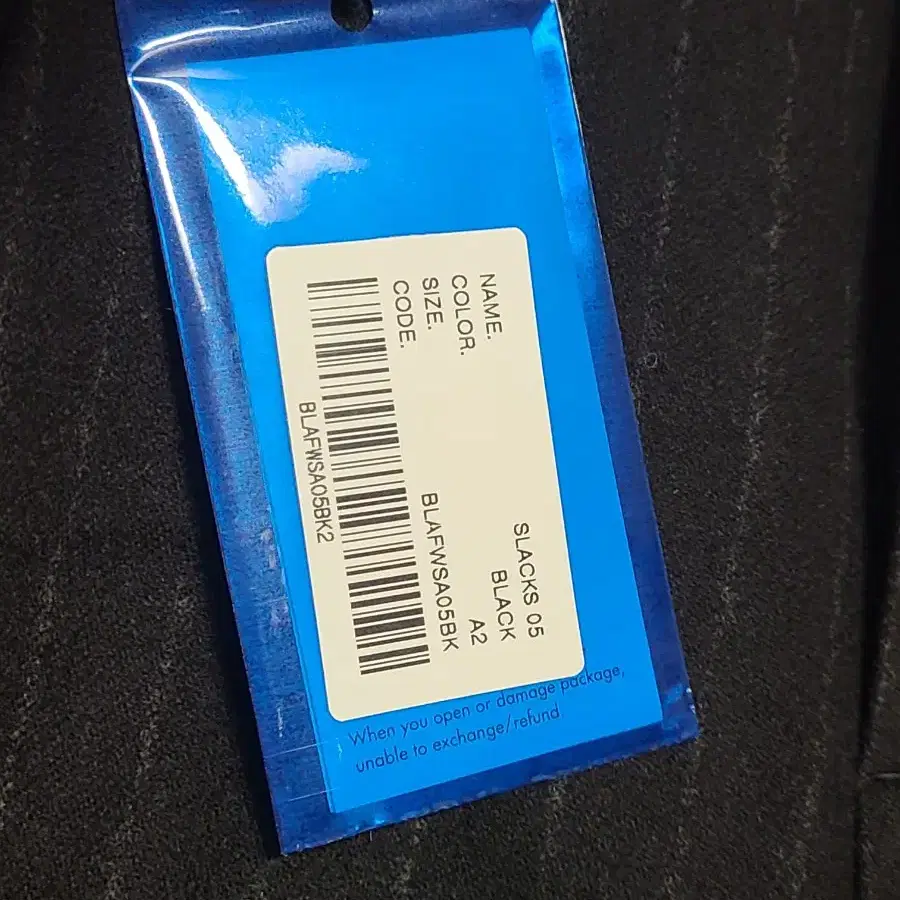 NAME. SLACKS 05
COLOR. BLACK
SIZE. A2
CODE. BLAFWSA05BK
BLAFWSA05BK2
When you open or damage package,
unable to exchange/refund